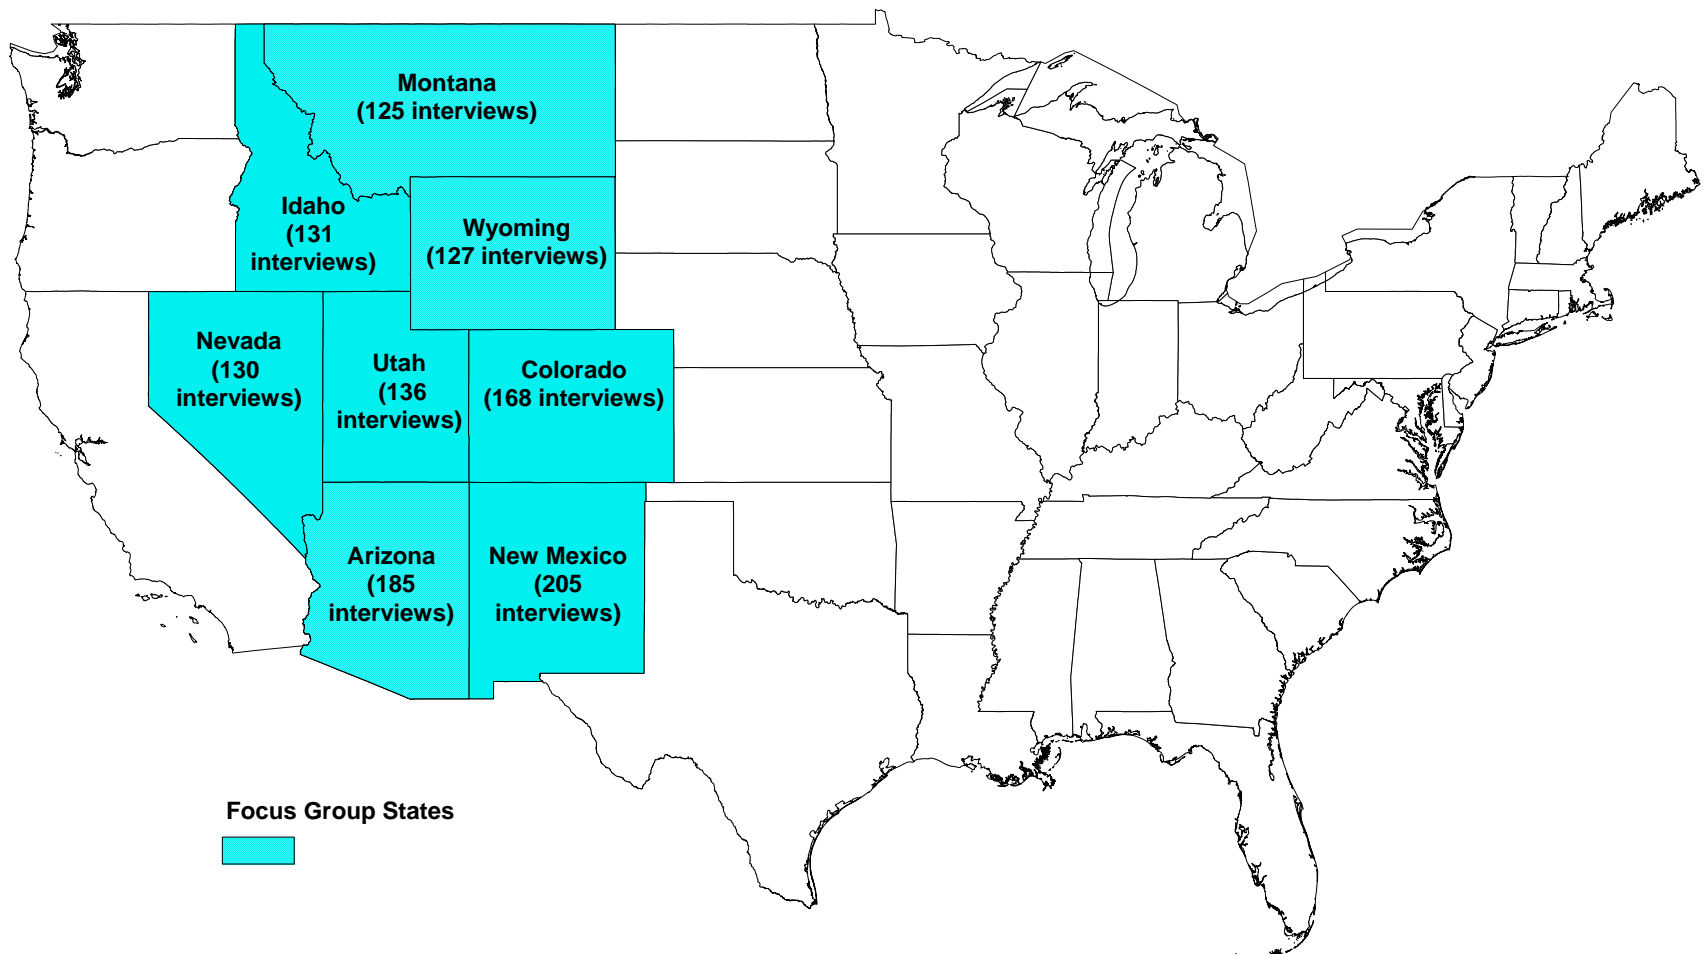 Montana
(125 interviews)
Idaho
(131
interviews)
Wyoming
(127 interviews)
Nevada
(130
interviews)
Utah
(136
interviews)
Colorado
(168 interviews)
Arizona
(185
interviews)
New Mexico
(205
interviews)
Focus Group States